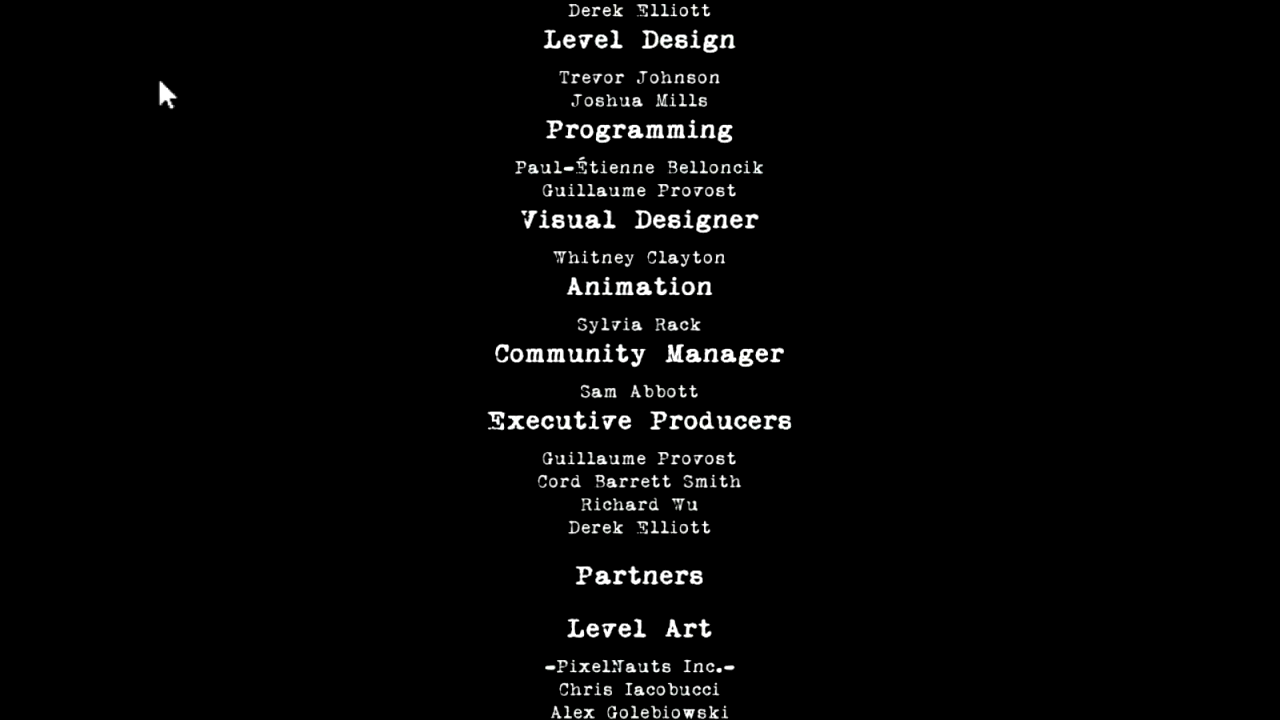 Derek Elliott
Level Design
Trevor Johnson
Joshua Mills
Programming
Paul-Étienne Belloncik
Guillaume Provost
Visual Designer
Whitney Clayton
Animation
Sylvia Rack
Community Manager
Sam Abbott
Executive Producers
Guillaume Provost
Cord Barrett Smith
Richard Wu
Derek Elliott
Partners
Level Art
-PixelNauts Inc.-
Chris Iacobucci
Alex Golebiowski